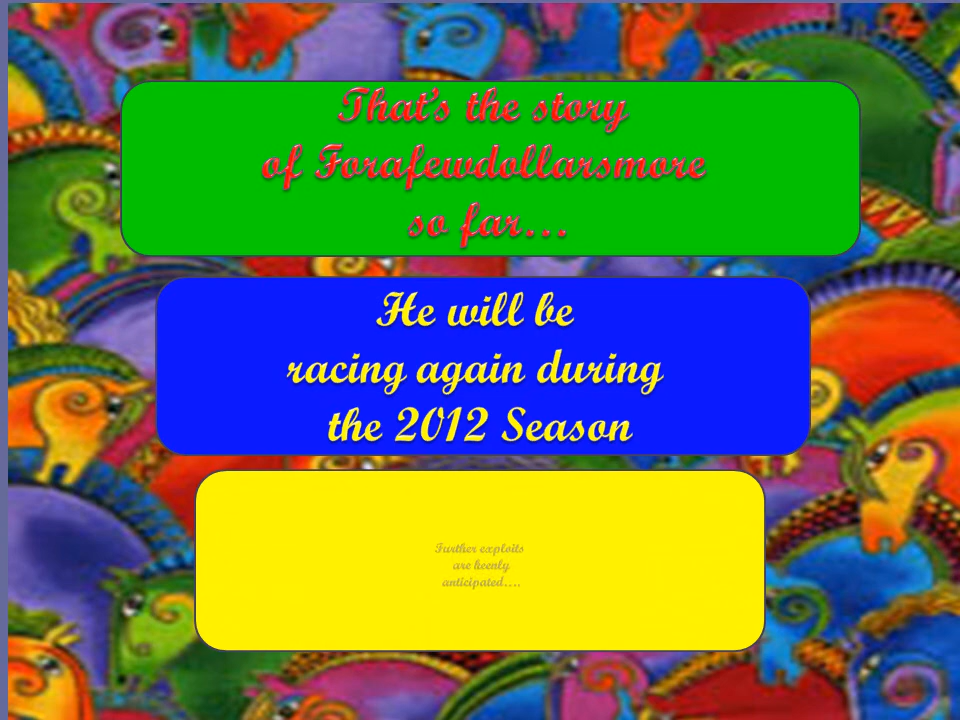 That's the story
of Forafewdollarsmore
so far...
He will be
racing again during
the 2012 Season
Further exploits
are keenly
anticipated....